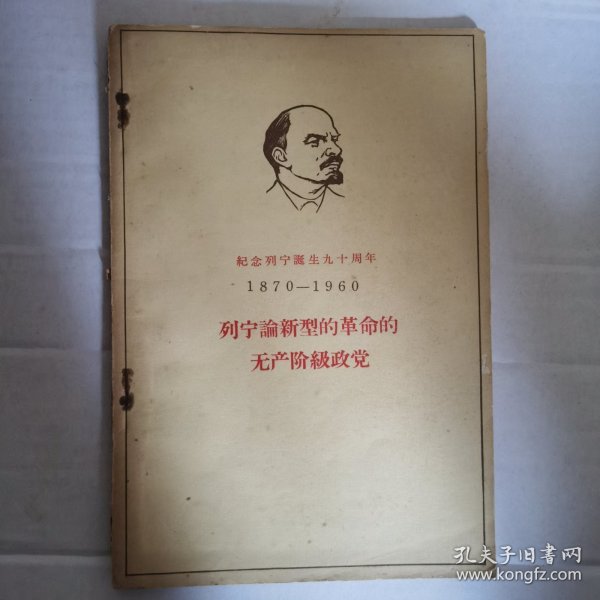 紀念列宁誕生九十周年
1870—1960
列宁論新型的革命的
无产阶級政党
孔夫子旧書网
www.kongfz.com